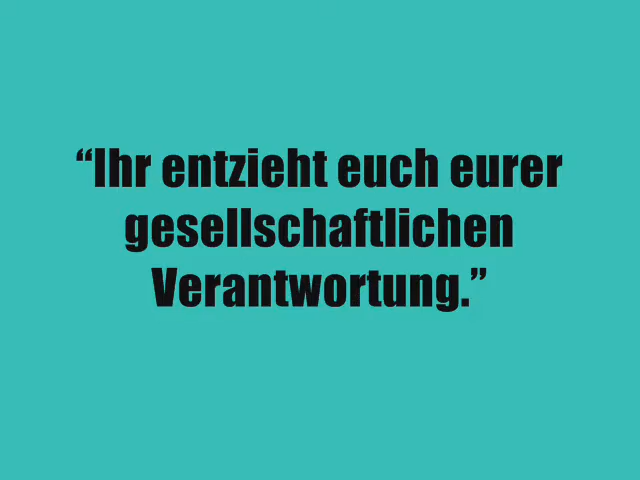 “Ihr entzieht euch eurer
gesellschaftlichen
Verantwortung.”